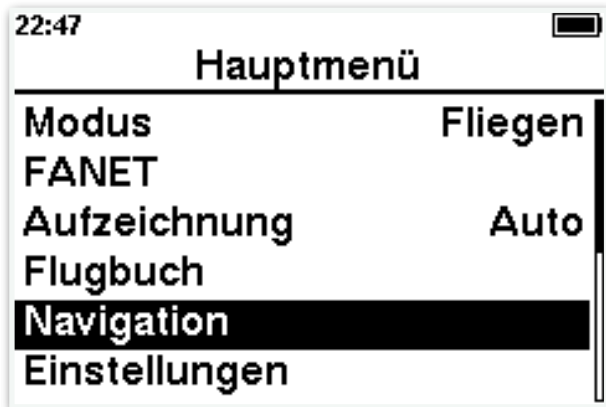 22:47
Hauptmenü
Modus Fliegen
FANET
Aufzeichnung Auto
Flugbuch
Navigation
Einstellungen